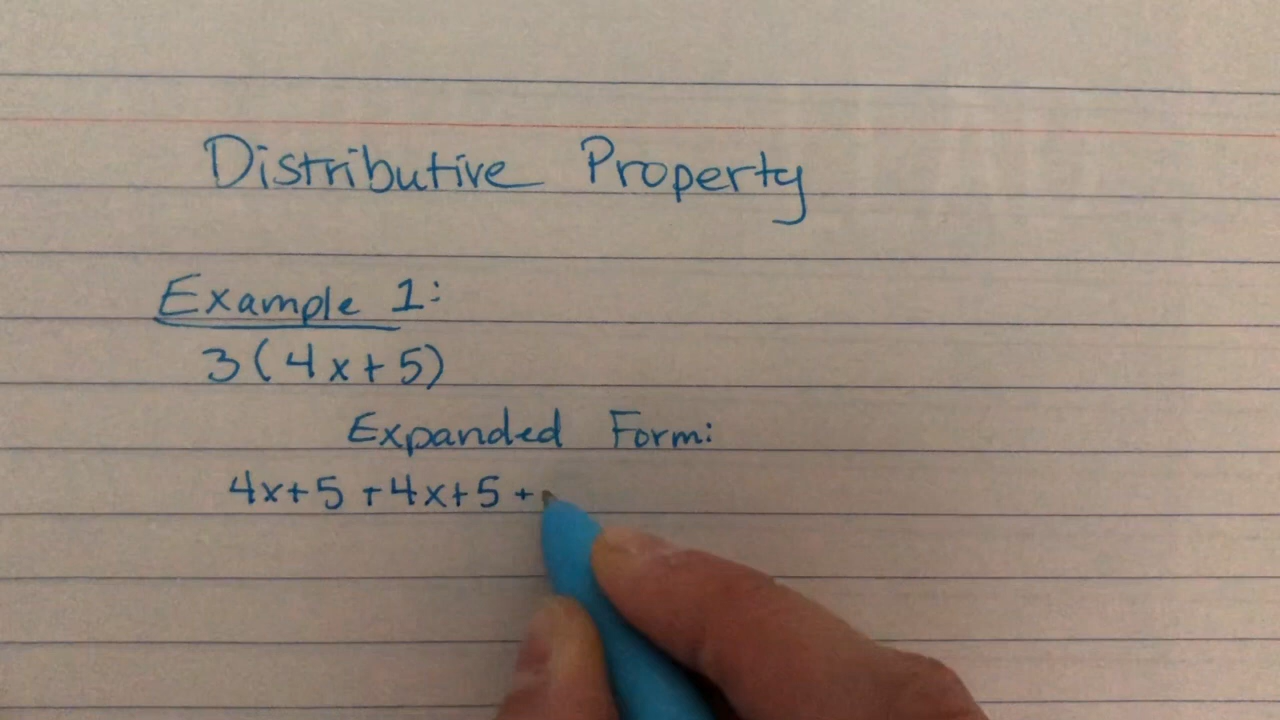 Distributive Property
Example 1:
3(4x+5)
Expanded Form:
4x+5 +4x+5 +